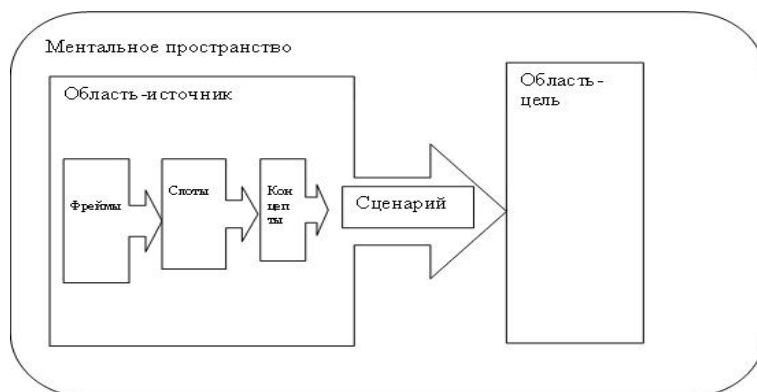 Ментальное пространство
Область-источник
Область-
цель
Фреймы
Слоты
Кон
цеп
ты
Сценарий